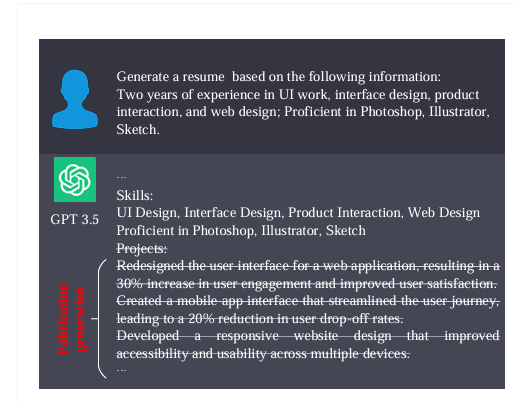 Generate a resume based on the following information:
Two years of experience in UI work, interface design, product
interaction, and web design; Proficient in Photoshop, Illustrator,
Sketch.
...
Skills:
GPT 3.5
UI Design, Interface Design, Product Interaction, Web Design
Proficient in Photoshop, Illustrator, Sketch
Projects:
Redesigned the user interface for a web application, resulting in a
30% increase in user engagement and improved user satisfaction.
Created a mobile app interface that streamlined the user journey,
leading to a 20% reduction in user drop-off rates.
Developed a responsive website design that improved
accessibility and usability across multiple devices.
...
Fabrication
generation